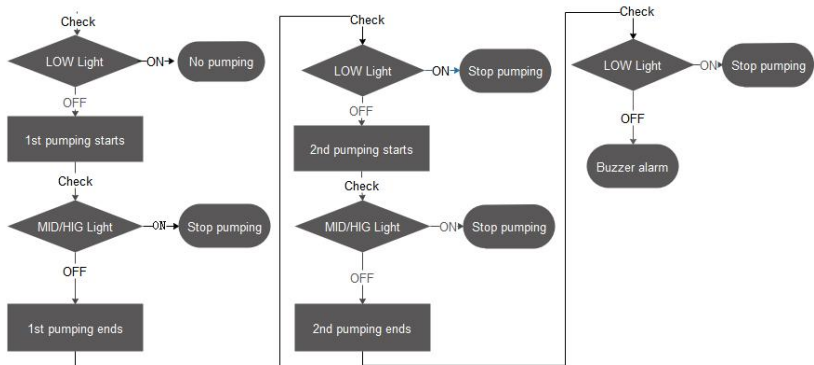 Check
LOW Light
ON
No pumping
OFF
1st pumping starts
Check
MID/HIG Light
ON
Stop pumping
OFF
1st pumping ends
Check
LOW Light
ON
Stop pumping
OFF
2nd pumping starts
Check
MID/HIG Light
ON
Stop pumping
OFF
2nd pumping ends
Check
LOW Light
ON
Stop pumping
OFF
Buzzer alarm